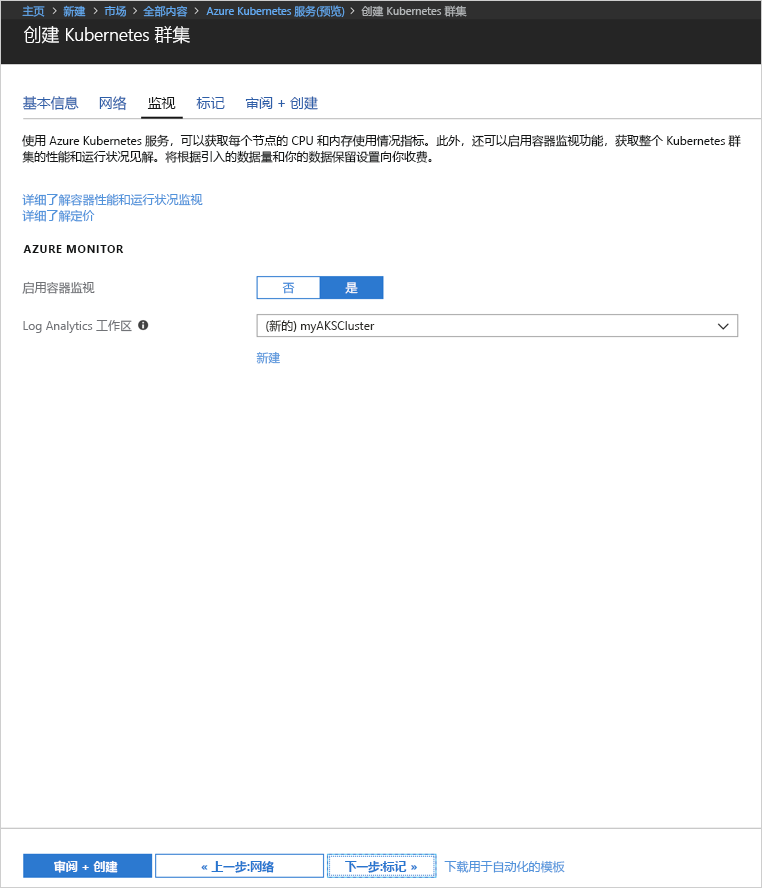 主页 > 新建 > 市场 > 全部内容 > Azure Kubernetes 服务(预览) > 创建 Kubernetes 群集
创建 Kubernetes 群集
基本信息 网络 监视 标记 审阅 + 创建
使用 Azure Kubernetes 服务，可以获取每个节点的 CPU 和内存使用情况指标。此外，还可以启用容器监视功能，获取整个 Kubernetes 群
集的性能和运行状况见解。将根据引入的数据量和你的数据保留设置向你收费。
详细了解容器性能和运行状况监视
详细了解定价
AZURE MONITOR
启用容器监视 否 是
Log Analytics 工作区 (新的) myAKSCluster
新建
审阅 + 创建 « 上一步:网络 下一步:标记 » 下载用于自动化的模板